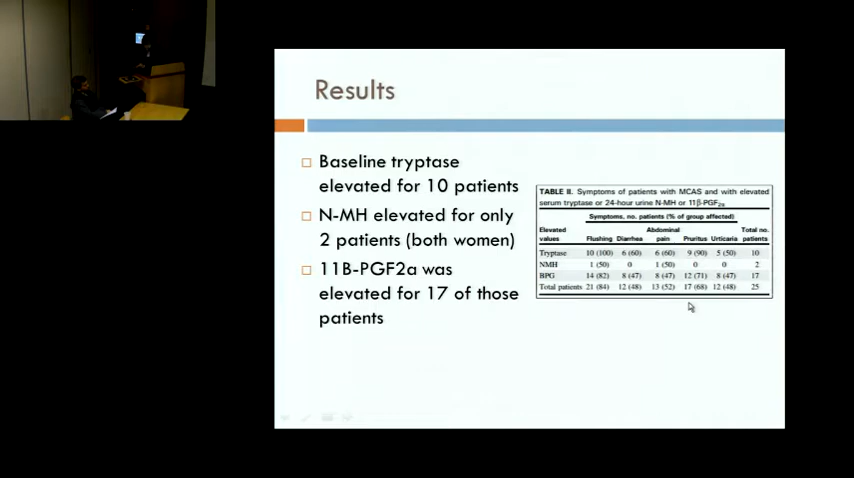 Results
Baseline tryptase
elevated for 10 patients
N-MH elevated for only
2 patients (both women)
11B-PGF2a was
elevated for 17 of those
patients
TABLE II. Symptoms of patients with MCAS and with elevated
serum tryptase or 24-hour urine N-MH or 11β-PGF2α
Symptoms, no. patients (% of group affected)
Elevated values Flushing Diarrhea Abdominal pain Pruritus Urticaria Total no. patients
Tryptase 10 (100) 6 (60) 6 (60) 9 (90) 5 (50) 10
NMH 1 (50) 0 1 (50) 0 0 2
BPG 14 (82) 8 (47) 8 (47) 12 (71) 8 (47) 17
Total patients 21 (84) 12 (48) 13 (52) 17 (68) 12 (48) 25